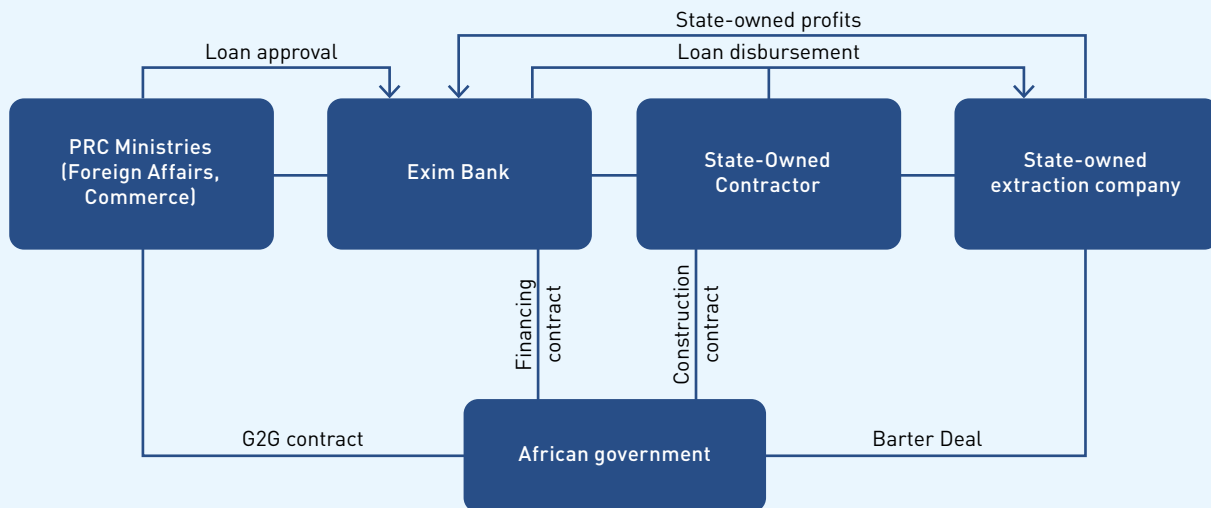 State-owned profits
Loan approval
Loan disbursement
PRC Ministries
(Foreign Affairs,
Commerce)
Exim Bank
State-Owned
Contractor
State-owned
extraction company
Financing
contract
Construction
contract
G2G contract
African government
Barter Deal